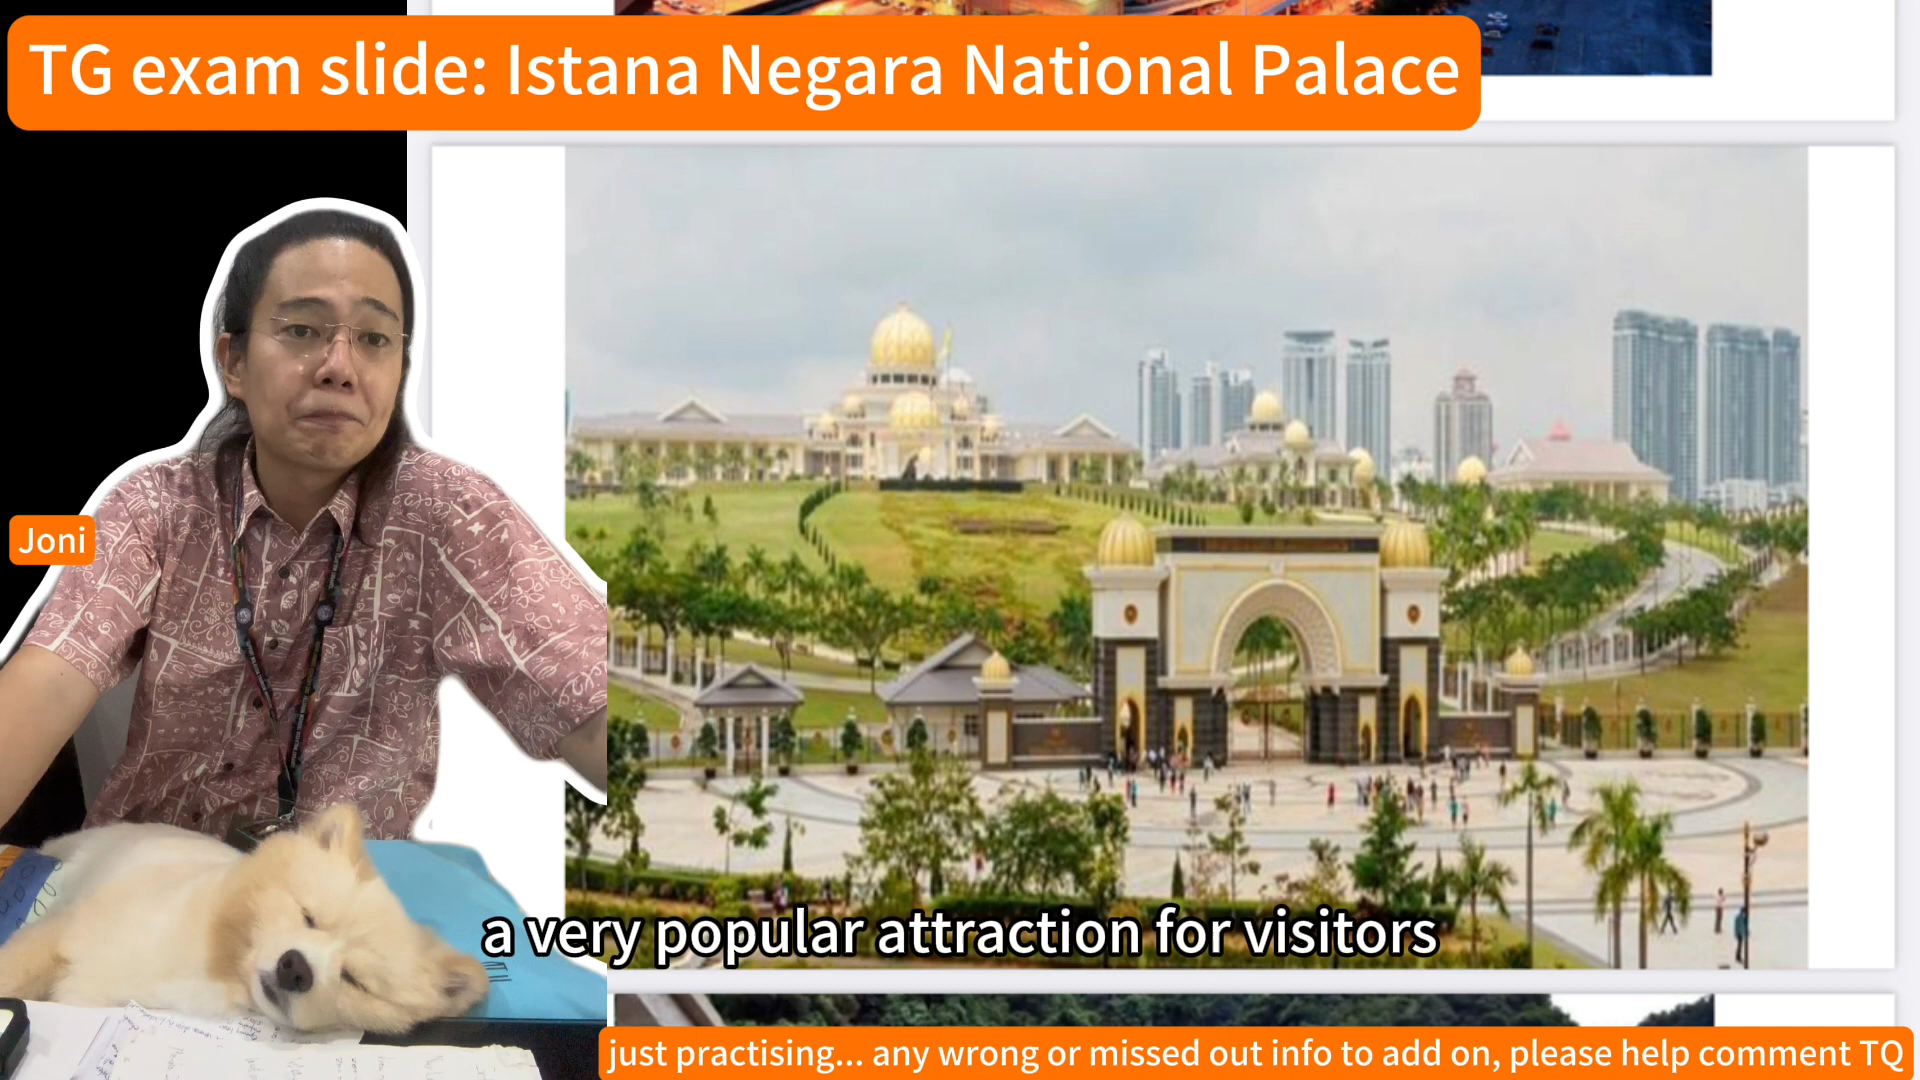 TG exam slide: Istana Negara National Palace
Joni
a very popular attraction for visitors
just practising... any wrong or missed out info to add on, please help comment TQ